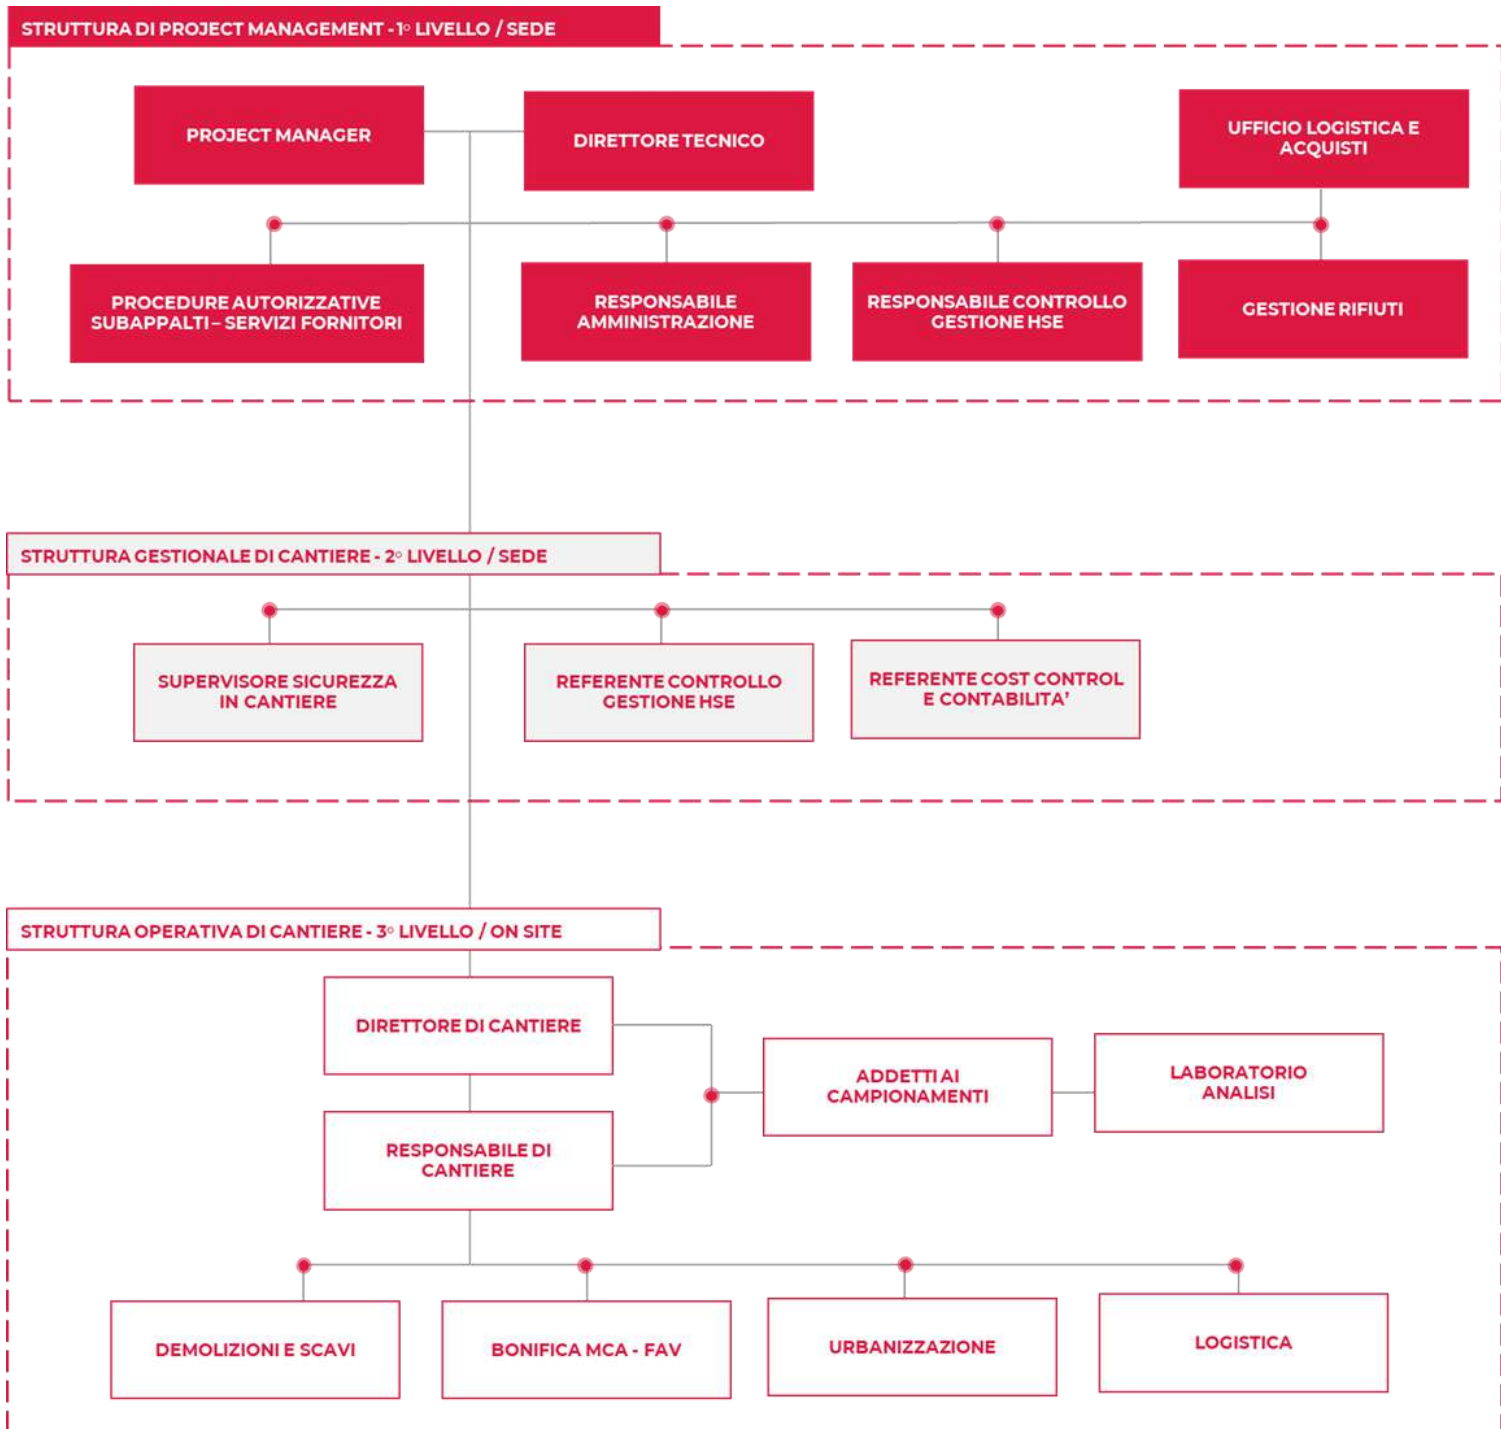 STRUTTURA DI PROJECT MANAGEMENT - 1° LIVELLO / SEDE
PROJECT MANAGER
DIRETTORE TECNICO
UFFICIO LOGISTICA E
ACQUISTI
PROCEDURE AUTORIZZATIVE
SUBAPPALTI – SERVIZI FORNITORI
RESPONSABILE
AMMINISTRAZIONE
RESPONSABILE CONTROLLO
GESTIONE HSE
GESTIONE RIFIUTI
STRUTTURA GESTIONALE DI CANTIERE - 2° LIVELLO / SEDE
SUPERVISORE SICUREZZA
IN CANTIERE
REFERENTE CONTROLLO
GESTIONE HSE
REFERENTE COST CONTROL
E CONTABILITA’
STRUTTURA OPERATIVA DI CANTIERE - 3° LIVELLO / ON SITE
DIRETTORE DI CANTIERE
ADDETTI AI
CAMPIONAMENTI
LABORATORIO
ANALISI
RESPONSABILE DI
CANTIERE
DEMOLIZIONI E SCAVI
BONIFICA MCA - FAV
URBANIZZAZIONE
LOGISTICA